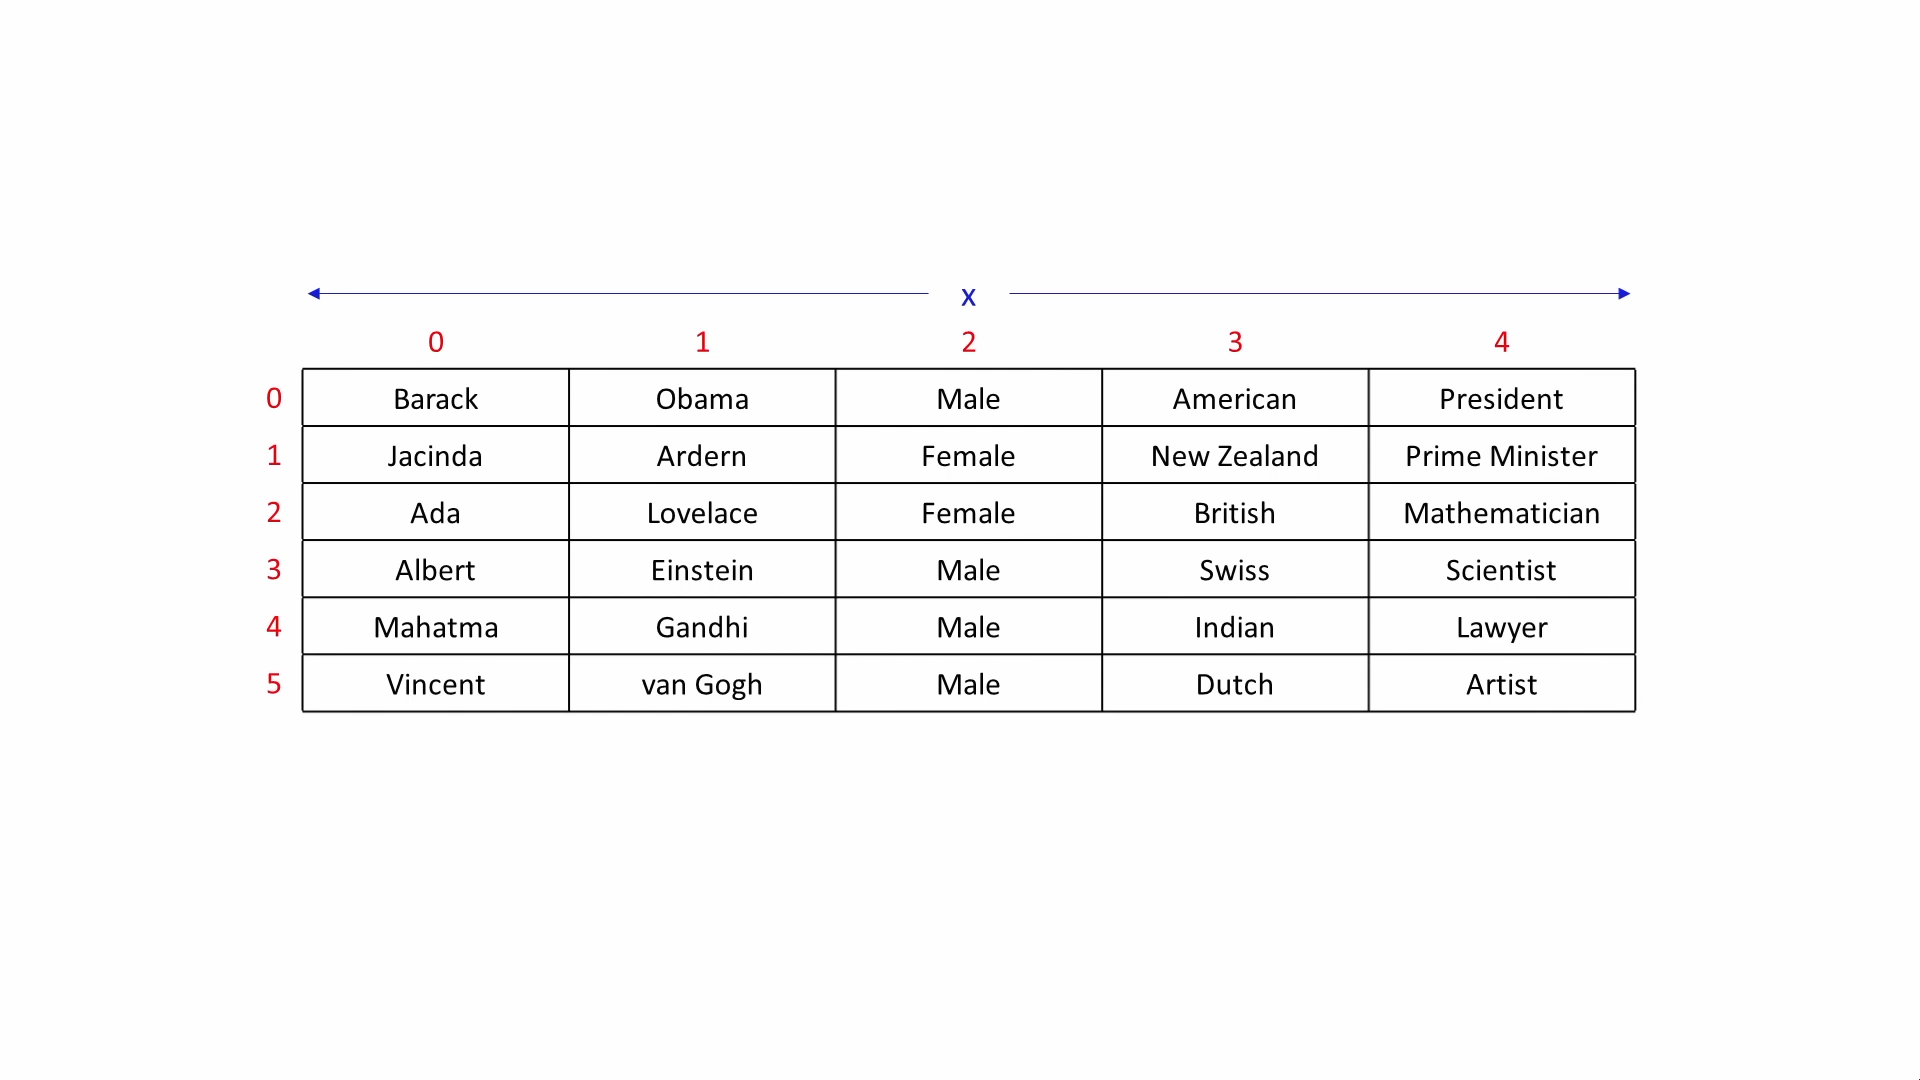 x
0 1 2 3 4
0 Barack Obama Male American President
1 Jacinda Ardern Female New Zealand Prime Minister
2 Ada Lovelace Female British Mathematician
3 Albert Einstein Male Swiss Scientist
4 Mahatma Gandhi Male Indian Lawyer
5 Vincent van Gogh Male Dutch Artist